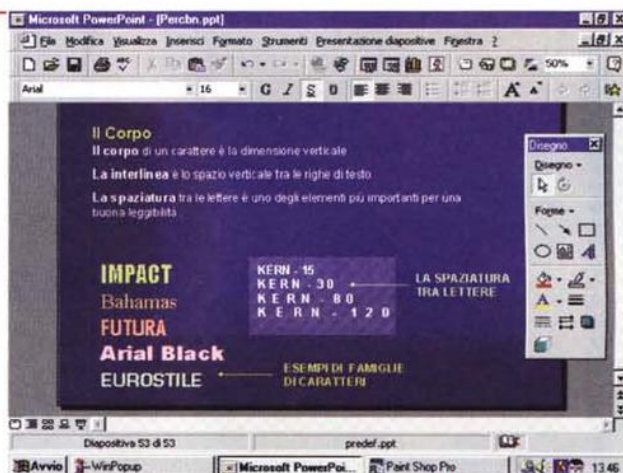 Microsoft PowerPoint - [Percbn.ppt]
File Modifica Visualizza Inserisci Formato Strumenti Presentazione diapositive Finestra ?
50%
Arial 16 G I S
Il Corpo
Il corpo di un carattere è la dimensione verticale
La interlinea è lo spazio verticale tra le righe di testo
La spaziatura tra le lettere è uno degli elementi più importanti per una
buona leggibilità
IMPACT
Bahamas
FUTURA
Arial Black
EUROSTILE
KERN - 15
KERN - 30
KERN - 80
KERN - 120
LA SPAZIATURA
TRA LETTERE
ESEMPI DI FAMIGLIE
DI CARATTERI
Disegno
Disegno
Forme
Diapositiva 53 di 53 predef.ppt
Avvio WinPopup Microsoft PowerPoi... Paint Shop Pro 13.46